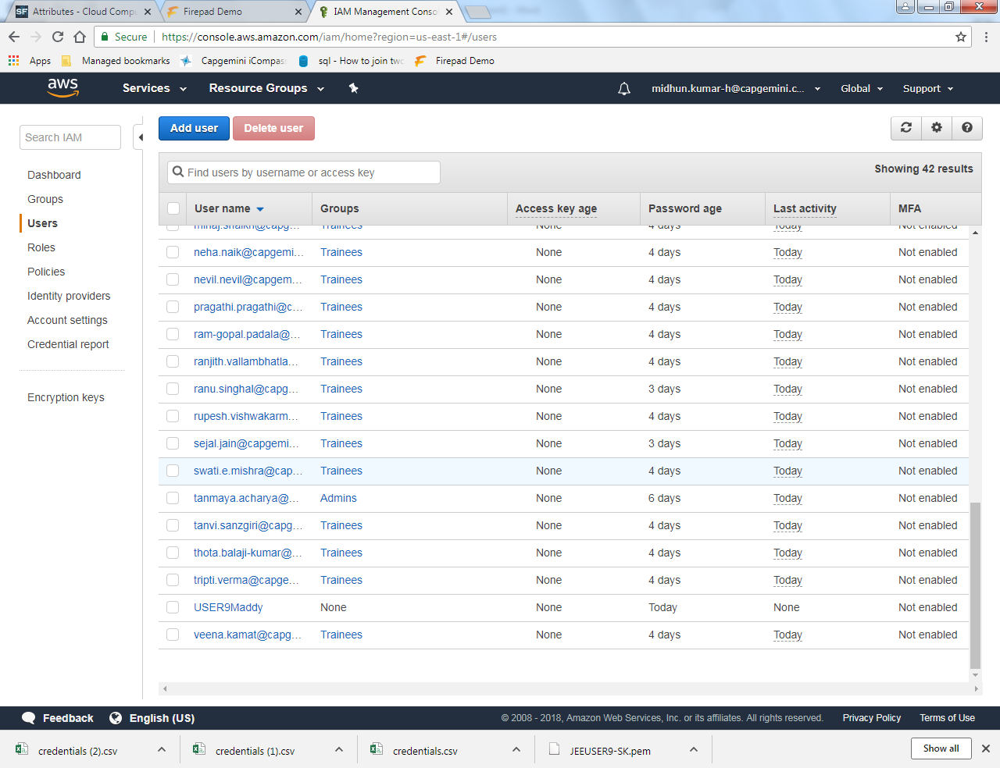 Attributes - Cloud Compu
Firepad Demo
IAM Management Conso
Secure
https://console.aws.amazon.com/iam/home?region=us-east-1#/users
Apps
Managed bookmarks
Capgemini iCompas
sql - How to join two
Firepad Demo
aws
Services
Resource Groups
midhun.kumar-h@capgemini.c...
Global
Support
Search IAM
Add user
Delete user
Dashboard
Groups
Users
Roles
Policies
Identity providers
Account settings
Credential report
Encryption keys
Find users by username or access key
Showing 42 results
User name Groups Access key age Password age Last activity MFA
minaj.shaikh@capg... Trainees None 4 days Today Not enabled
neha.naik@capgemi... Trainees None 4 days Today Not enabled
nevil.nevil@capgem... Trainees None 4 days Today Not enabled
pragathi.pragathi@c... Trainees None 4 days Today Not enabled
ram-gopal.padala@... Trainees None 4 days Today Not enabled
ranjith.vallambhatla... Trainees None 4 days Today Not enabled
ranu.singhal@capg... Trainees None 3 days Today Not enabled
rupesh.vishwakarm... Trainees None 4 days Today Not enabled
sejal.jain@capgemi... Trainees None 3 days Today Not enabled
swati.e.mishra@cap... Trainees None 4 days Today Not enabled
tanmaya.acharya@... Admins None 6 days Today Not enabled
tanvi.sanzgiri@capg... Trainees None 4 days Today Not enabled
thota.balaji-kumar@... Trainees None 4 days Today Not enabled
tripti.verma@capge... Trainees None 4 days Today Not enabled
USER9Maddy None None Today None Not enabled
veena.kamat@capg... Trainees None 4 days Today Not enabled
Feedback
English (US)
© 2008 - 2018, Amazon Web Services, Inc. or its affiliates. All rights reserved.
Privacy Policy
Terms of Use
credentials (2).csv
credentials (1).csv
credentials.csv
JEEUSER9-SK.pem
Show all